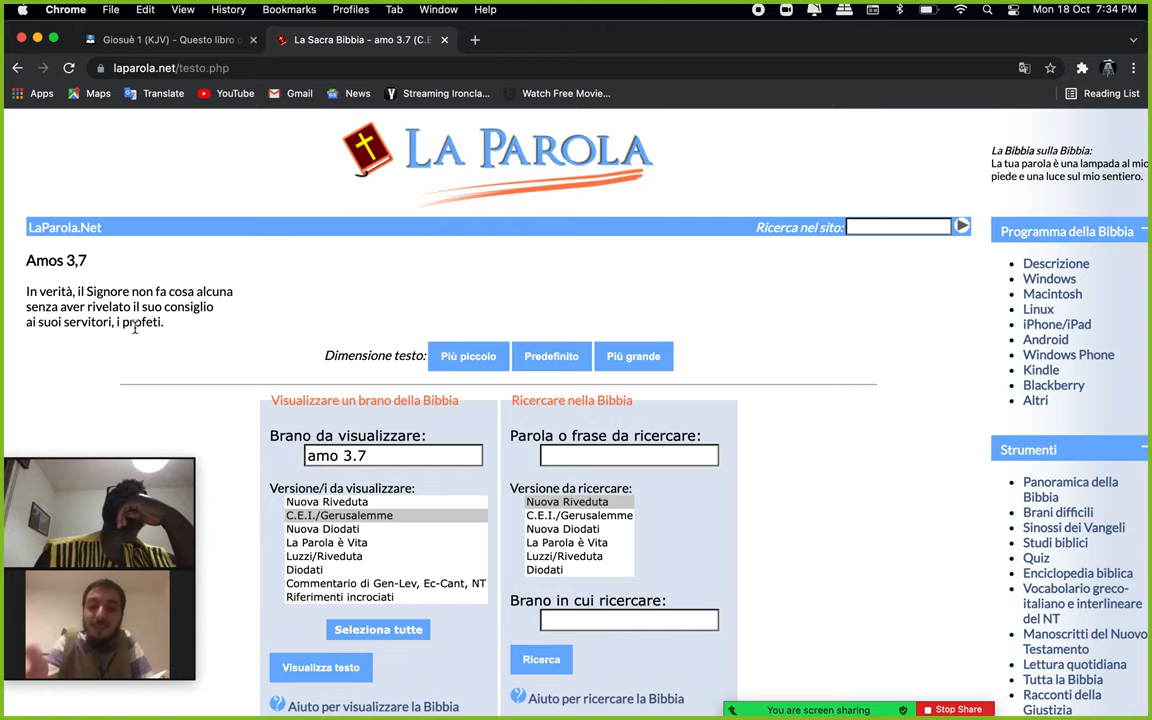 Chrome File Edit View History Bookmarks Profiles Tab Window Help Mon 18 Oct 7:34 PM
Giosuè 1 (KJV) - Questo libro d
La Sacra Bibbia - amo 3.7 (C.E
laparola.net/testo.php
Apps Maps Translate YouTube Gmail News Streaming Ironcla... Watch Free Movie... Reading List
LA PAROLA
La Bibbia sulla Bibbia:
La tua parola è una lampada al mio
piede e una luce sul mio sentiero.
LaParola.Net
Ricerca nel sito:
Amos 3,7
In verità, il Signore non fa cosa alcuna
senza aver rivelato il suo consiglio
ai suoi servitori, i profeti.
Dimensione testo: Più piccolo Predefinito Più grande
Visualizzare un brano della Bibbia
Brano da visualizzare:
amo 3.7
Versione/i da visualizzare:
Nuova Riveduta
C.E.I./Gerusalemme
Nuova Diodati
La Parola è Vita
Luzzi/Riveduta
Diodati
Commentario di Gen-Lev, Ec-Cant, NT
Riferimenti incrociati
Seleziona tutte
Visualizza testo
Aiuto per visualizzare la Bibbia
Ricercare nella Bibbia
Parola o frase da ricercare:
Versione da ricercare:
Nuova Riveduta
C.E.I./Gerusalemme
Nuova Diodati
La Parola è Vita
Luzzi/Riveduta
Diodati
Brano in cui ricercare:
Ricerca
Aiuto per ricercare la Bibbia
Programma della Bibbia
Descrizione
Windows
Macintosh
Linux
iPhone/iPad
Android
Windows Phone
Kindle
Blackberry
Altri
Strumenti
Panoramica della
Bibbia
Brani difficili
Sinossi dei Vangeli
Studi biblici
Quiz
Enciclopedia biblica
Vocabolario greco-
italiano e interlineare
del NT
Manoscritti del Nuovo
Testamento
Lettura quotidiana
Tutta la Bibbia
Racconti della
Giustizia
You are screen sharing Stop Share